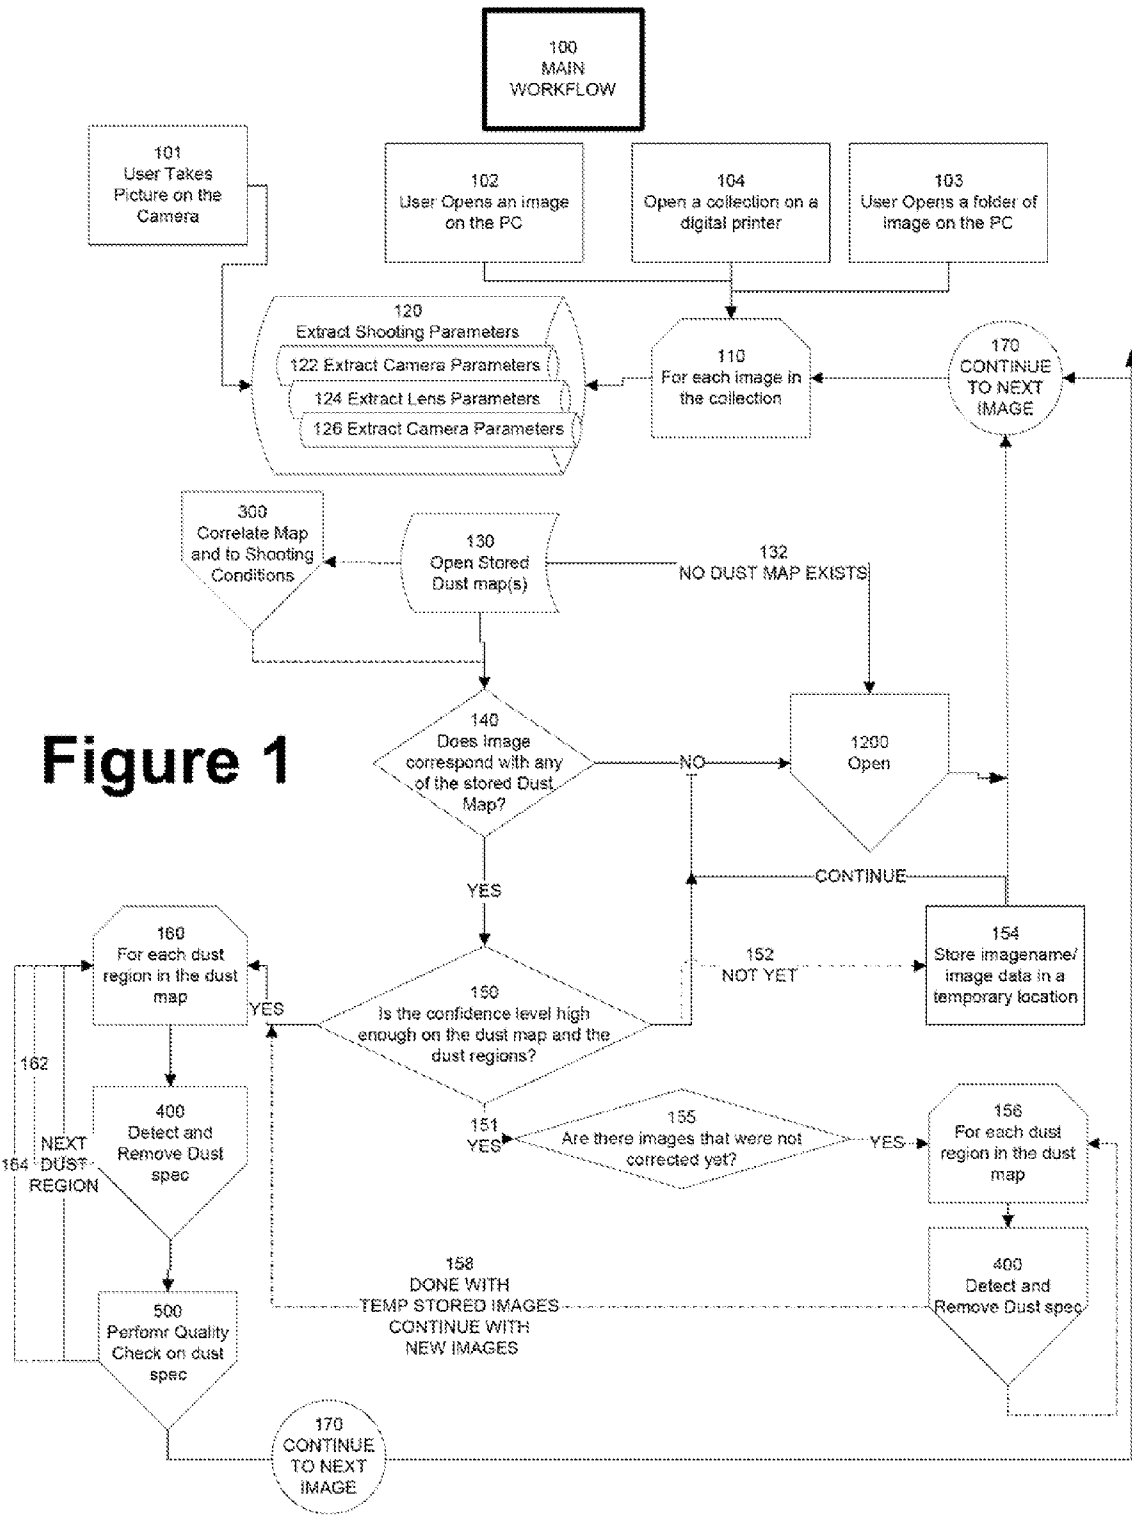 100
MAIN
WORKFLOW
101
User Takes
Picture on the
Camera
102
User Opens an image
on the PC
104
Open a collection on a
digital printer
103
User Opens a folder of
image on the PC
120
Extract Shooting Parameters
122 Extract Camera Parameters
124 Extract Lens Parameters
126 Extract Camera Parameters
110
For each image in
the collection
170
CONTINUE
TO NEXT
IMAGE
300
Correlate Map
and to Shooting
Conditions
130
Open Stored
Dust map(s)
132
NO DUST MAP EXISTS
Figure 1
140
Does Image
correspond with any
of the stored Dust
Map?
NO
1200
Open
YES
CONTINUE
160
For each dust
region in the dust
map
YES
150
Is the confidence level high
enough on the dust map and the
dust regions?
152
NOT YET
154
Store imagename/
image data in a
temporary location
162
164
NEXT
DUST
REGION
400
Detect and
Remove Dust
spec
151
YES
155
Are there images that were not
corrected yet?
YES
156
For each dust
region in the dust
map
158
DONE WITH
TEMP STORED IMAGES
CONTINUE WITH
NEW IMAGES
400
Detect and
Remove Dust spec
500
Perfomr Quality
Check on dust
spec
170
CONTINUE
TO NEXT
IMAGE